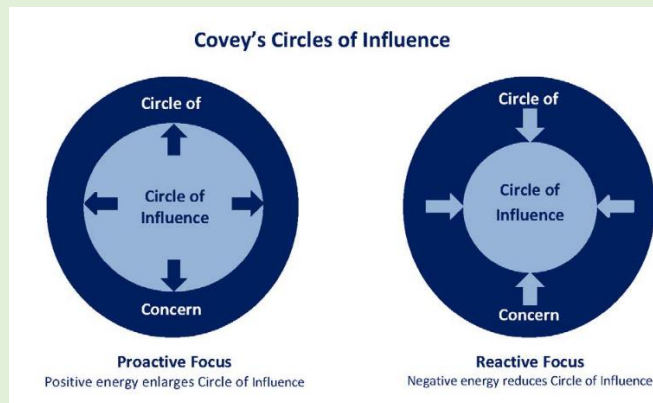 Covey's Circles of Influence
Circle of
Circle of
Influence
Concern
Proactive Focus
Positive energy enlarges Circle of Influence
Circle of
Circle of
Influence
Concern
Reactive Focus
Negative energy reduces Circle of Influence